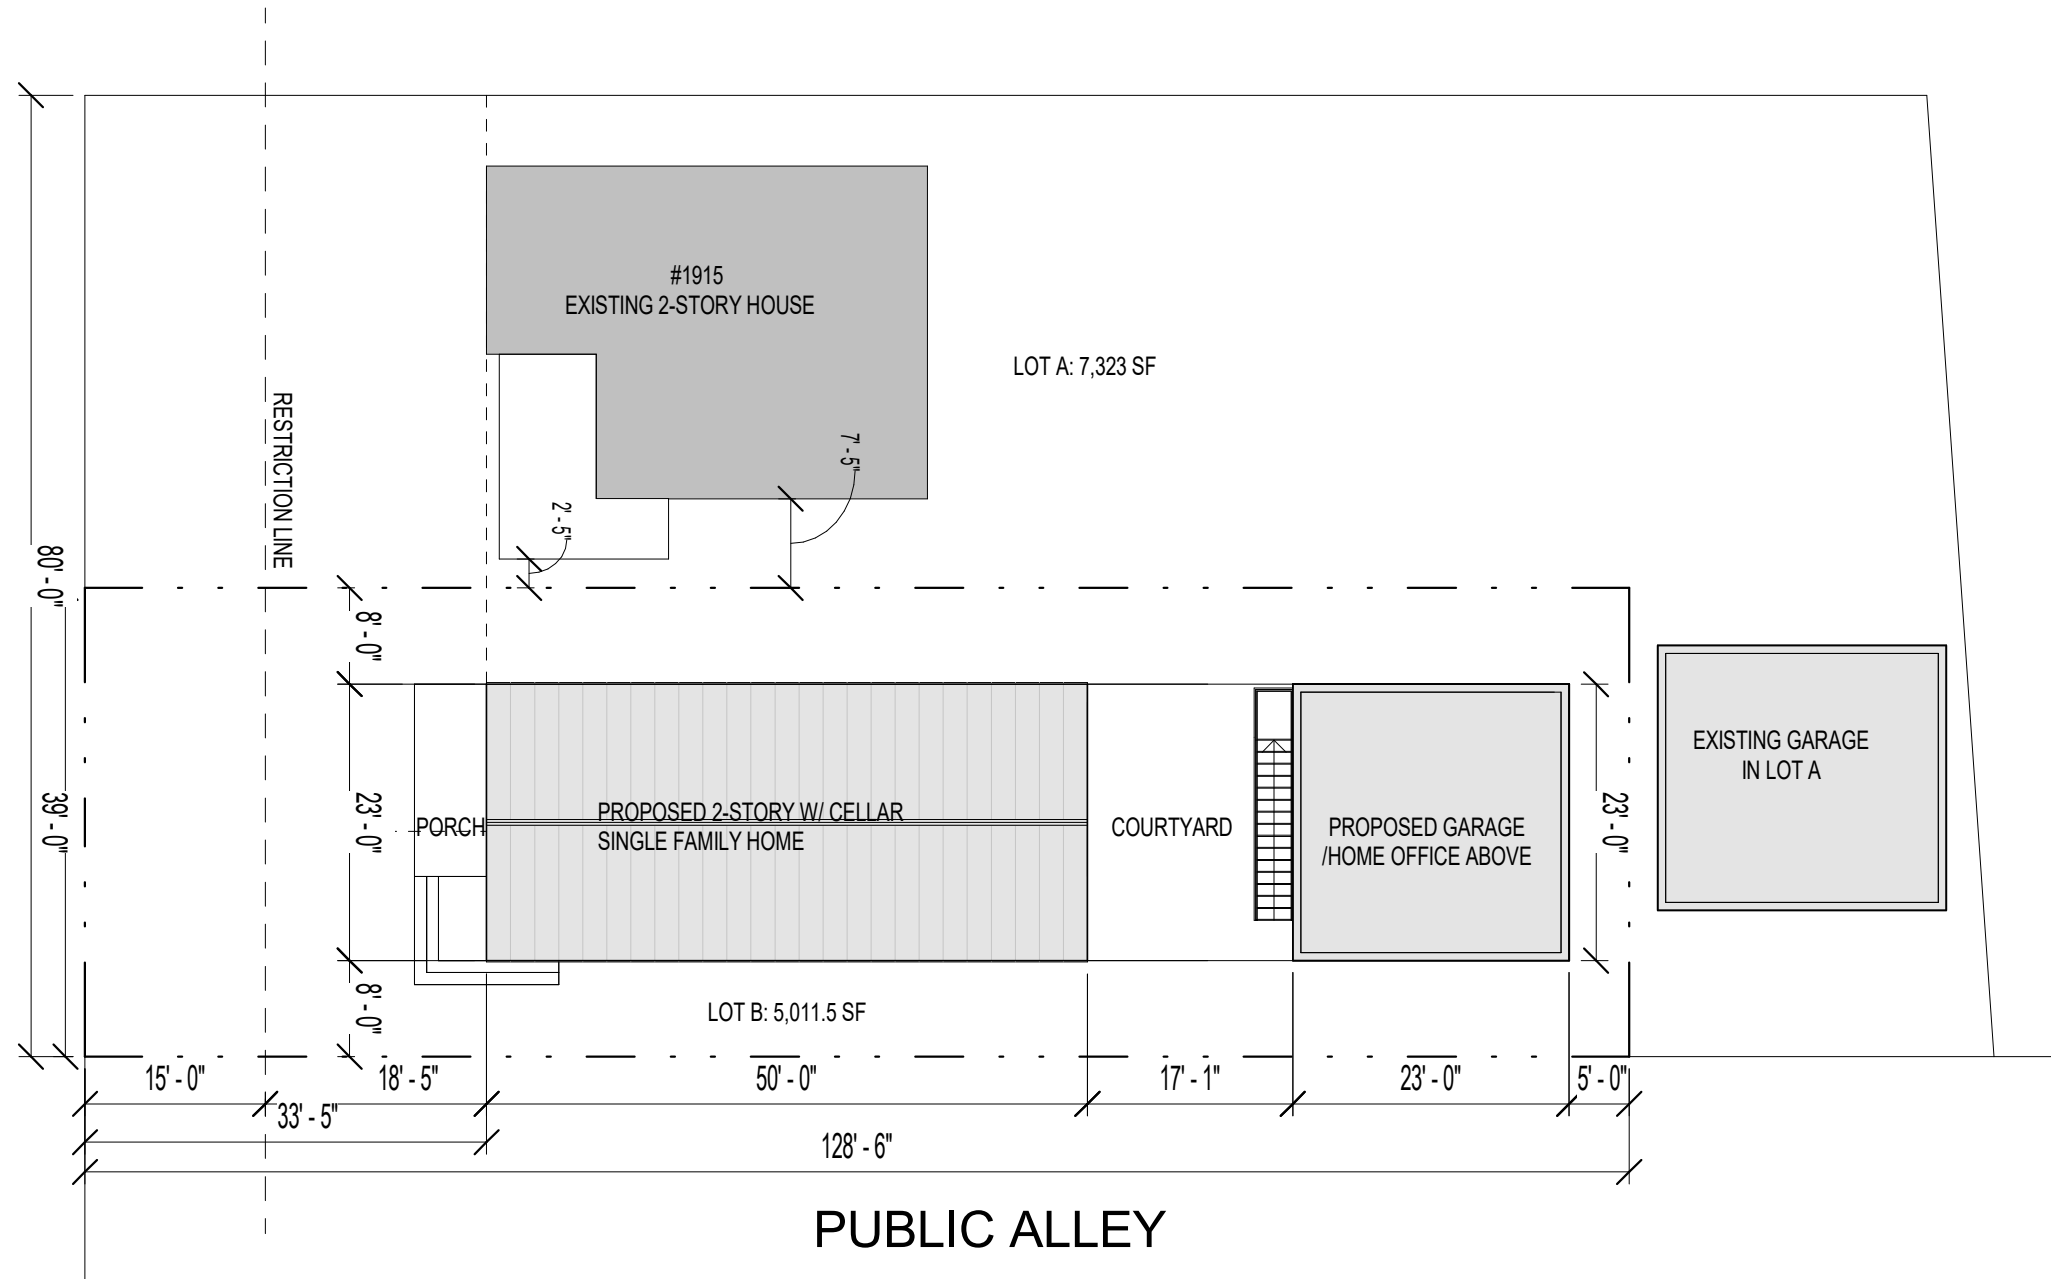 #1915
EXISTING 2-STORY HOUSE
LOT A: 7,323 SF
RESTRICTION LINE
7' - 5"
2' - 5"
80' - 0"
39' - 0"
8' - 0"
23' - 0"
8' - 0"
PORCH
PROPOSED 2-STORY W/ CELLAR
SINGLE FAMILY HOME
COURTYARD
PROPOSED GARAGE
/HOME OFFICE ABOVE
23' - 0"
EXISTING GARAGE
IN LOT A
LOT B: 5,011.5 SF
15' - 0"
18' - 5"
50' - 0"
17' - 1"
23' - 0"
5' - 0"
33' - 5"
128' - 6"
PUBLIC ALLEY